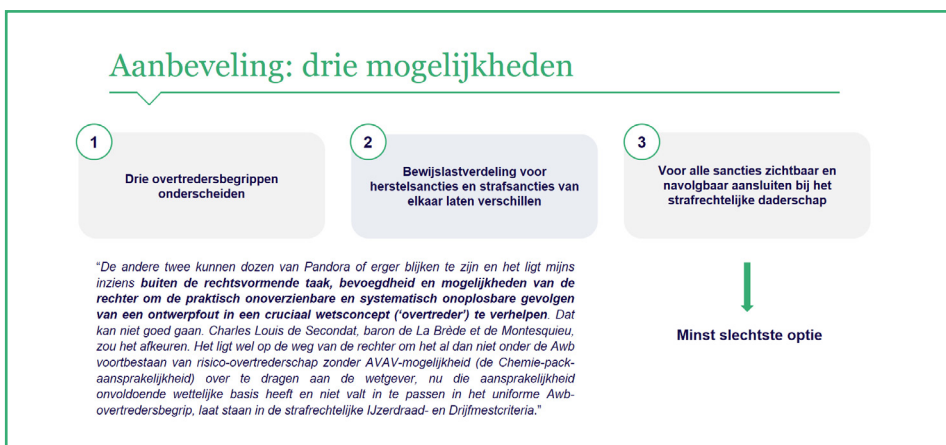 Aanbeveling: drie mogelijkheden
1
Drie overtredersbegrippen
onderscheiden
2
Bewijslastverdeling voor
herstelsancties en strafsancties van
elkaar laten verschillen
3
Voor alle sancties zichtbaar en
navolgbaar aansluiten bij het
strafrechtelijke daderschap
"De andere twee kunnen dozen van Pandora of erger blijken te zijn en het ligt mijns
inziens buiten de rechtsvormende taak, bevoegdheid en mogelijkheden van de
rechter om de praktisch onoverzienbare en systematisch onoplosbare gevolgen
van een ontwerpfout in een cruciaal wetsconcept ('overtreder') te verhelpen. Dat
kan niet goed gaan. Charles Louis de Secondat, baron de La Brède et de Montesquieu,
zou het afkeuren. Het ligt wel op de weg van de rechter om het al dan niet onder de Awb
voortbestaan van risico-overtrederschap zonder AVAV-mogelijkheid (de Chemie-pack-
aansprakelijkheid) over te dragen aan de wetgever, nu die aansprakelijkheid
onvoldoende wettelijke basis heeft en niet valt in te passen in het uniforme Awb-
overtredersbegrip, laat staan in de strafrechtelijke IJzerdraad- en Drijfmestcriteria."
Minst slechtste optie